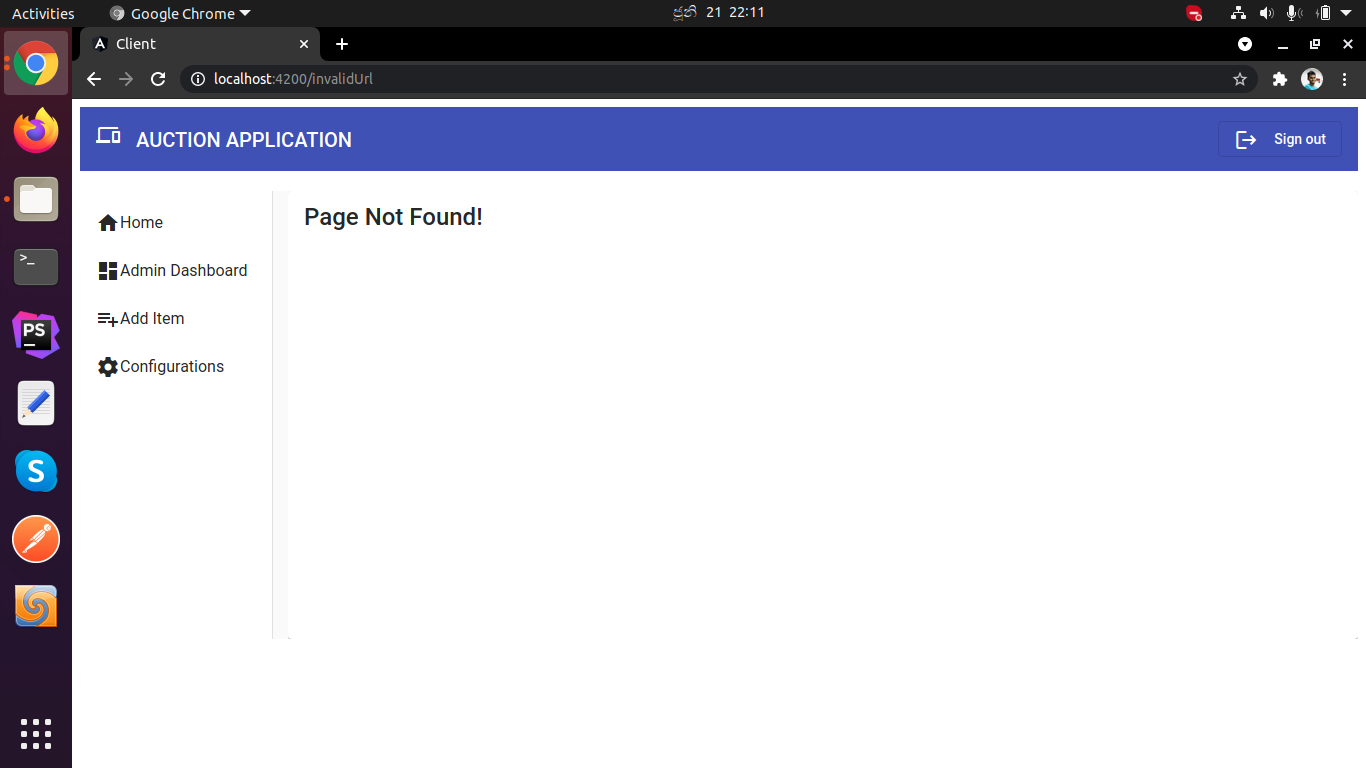 Activities
Google Chrome
ජූනි 21 22:11
Client
localhost:4200/invalidUrl
AUCTION APPLICATION
Sign out
Home
Admin Dashboard
Add Item
Configurations
Page Not Found!
>_
PS
S